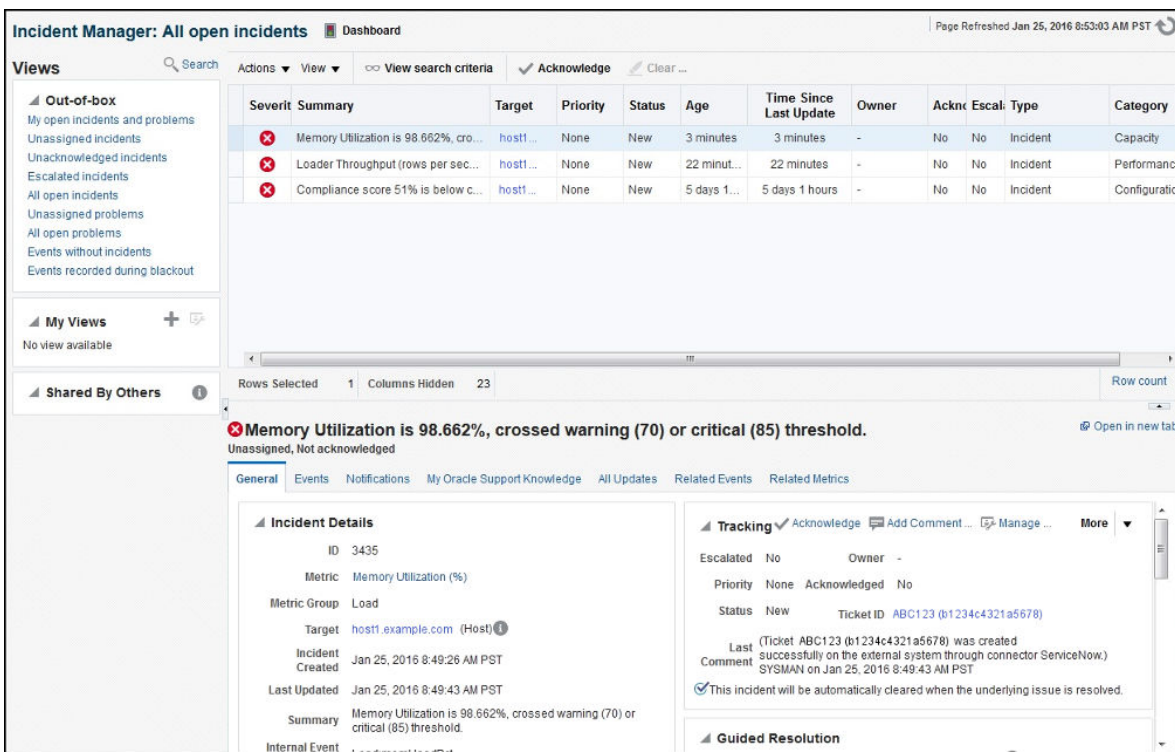 Incident Manager: All open incidents Dashboard
Page Refreshed Jan 25, 2016 8:53:03 AM PST
Views Search
Out-of-box
My open incidents and problems
Unassigned incidents
Unacknowledged incidents
Escalated incidents
All open incidents
Unassigned problems
All open problems
Events without incidents
Events recorded during blackout
My Views
No view available
Shared By Others
Actions View View search criteria Acknowledge Clear ...
Severit Summary Target Priority Status Age Time Since Last Update Owner Ackno Escal Type Category
Memory Utilization is 98.662%, cro... host1... None New 3 minutes 3 minutes - No No Incident Capacity
Loader Throughput (rows per sec... host1... None New 22 minut... 22 minutes - No No Incident Performanc
Compliance score 51% is below c... host1... None New 5 days 1... 5 days 1 hours - No No Incident Configuratio
Rows Selected 1 Columns Hidden 23
Row count
Memory Utilization is 98.662%, crossed warning (70) or critical (85) threshold.
Open in new tab
Unassigned, Not acknowledged
General Events Notifications My Oracle Support Knowledge All Updates Related Events Related Metrics
Incident Details
ID 3435
Metric Memory Utilization (%)
Metric Group Load
Target host1.example.com (Host)
Incident Created Jan 25, 2016 8:49:26 AM PST
Last Updated Jan 25, 2016 8:49:43 AM PST
Summary Memory Utilization is 98.662%, crossed warning (70) or
critical (85) threshold.
Internal Event
Tracking Acknowledge Add Comment ... Manage ... More
Escalated No Owner -
Priority None Acknowledged No
Status New Ticket ID ABC123 (b1234c4321a5678)
Last Comment (Ticket ABC123 (b1234c4321a5678) was created
successfully on the external system through connector ServiceNow.)
SYSMAN on Jan 25, 2016 8:49:43 AM PST
This incident will be automatically cleared when the underlying issue is resolved.
Guided Resolution